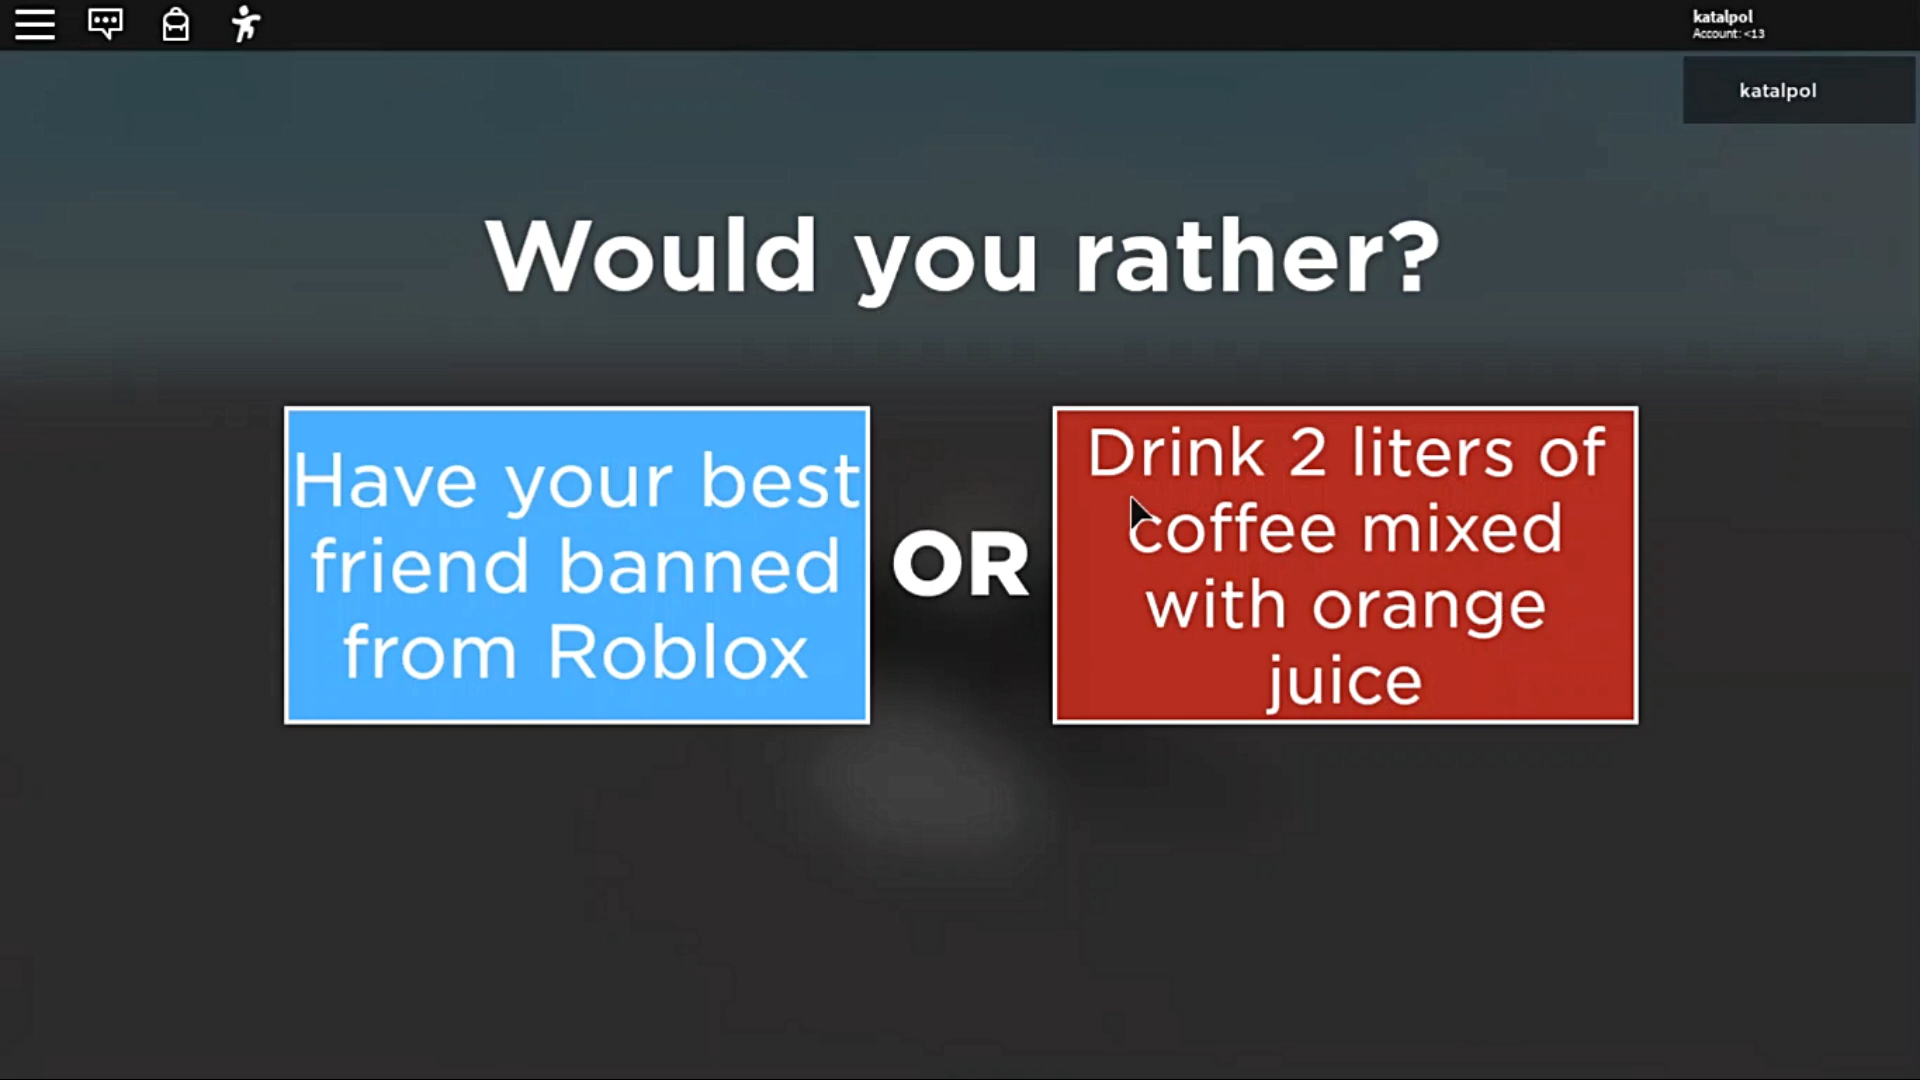 katalpol
Account: <13
katalpol
Would you rather?
Have your best
friend banned
from Roblox
OR
Drink 2 liters of
coffee mixed
with orange
juice